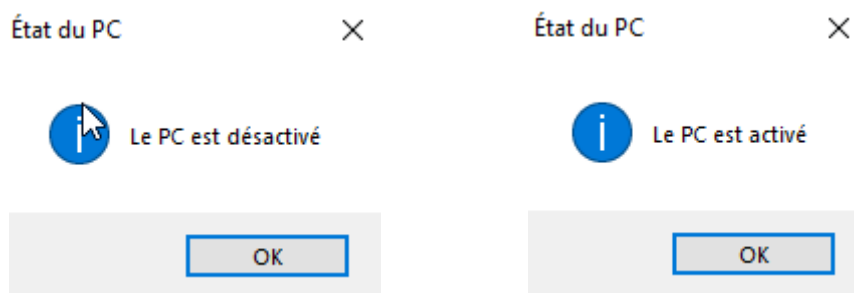 État du PC
Le PC est désactivé
OK
État du PC
Le PC est activé
OK